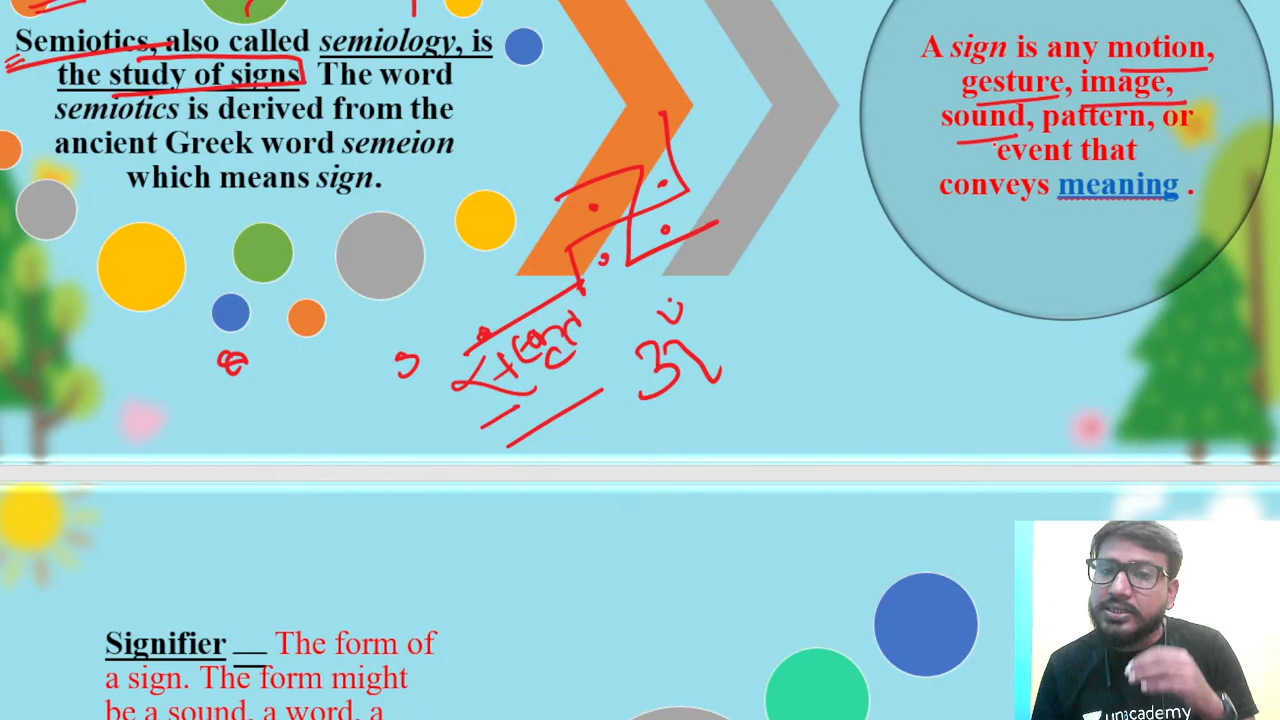 Semiotics, also called semiology, is
the study of signs. The word
semiotics is derived from the
ancient Greek word semeion
which means sign.
A sign is any motion,
gesture, image,
sound, pattern, or
event that
conveys meaning .
Signifier __ The form of
a sign. The form might
be a sound, a word, a
unacademy